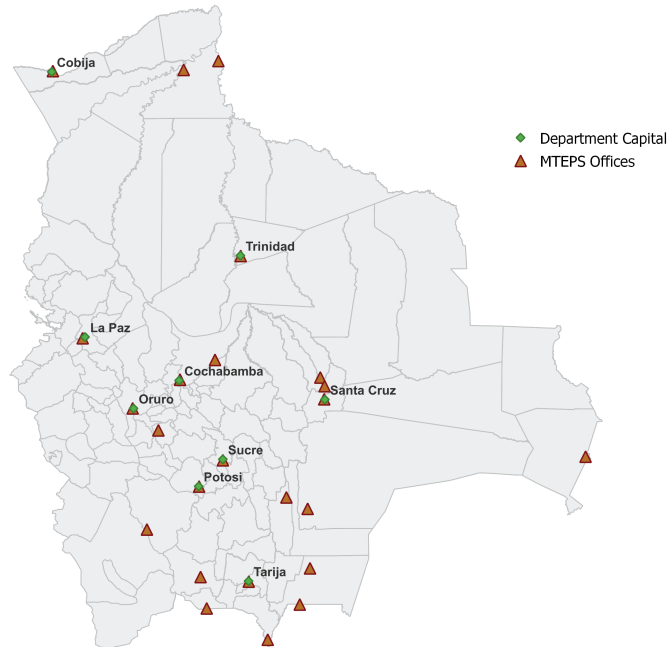 Cobija
Department Capital
MTEPS Offices
Trinidad
La Paz
Cochabamba
Santa Cruz
Oruro
Sucre
Potosi
Tarija